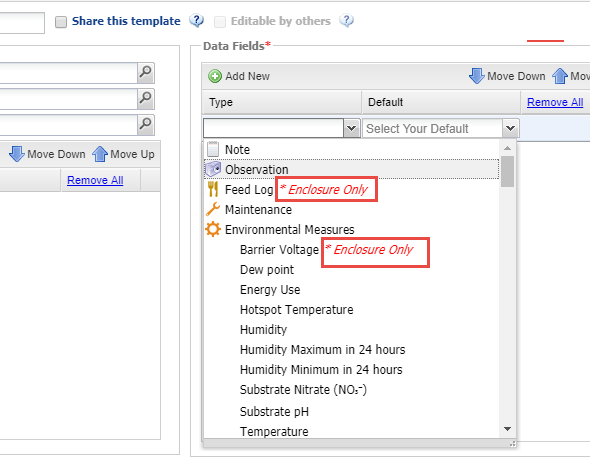 Share this template
Editable by others
Data Fields*
Add New
Move Down
Mov
Type
Default
Remove All
Select Your Default
Move Down
Move Up
Remove All
Note
Observation
Feed Log * Enclosure Only
Maintenance
Environmental Measures
Barrier Voltage * Enclosure Only
Dew point
Energy Use
Hotspot Temperature
Humidity
Humidity Maximum in 24 hours
Humidity Minimum in 24 hours
Substrate Nitrate (NO₃⁻)
Substrate pH
Temperature